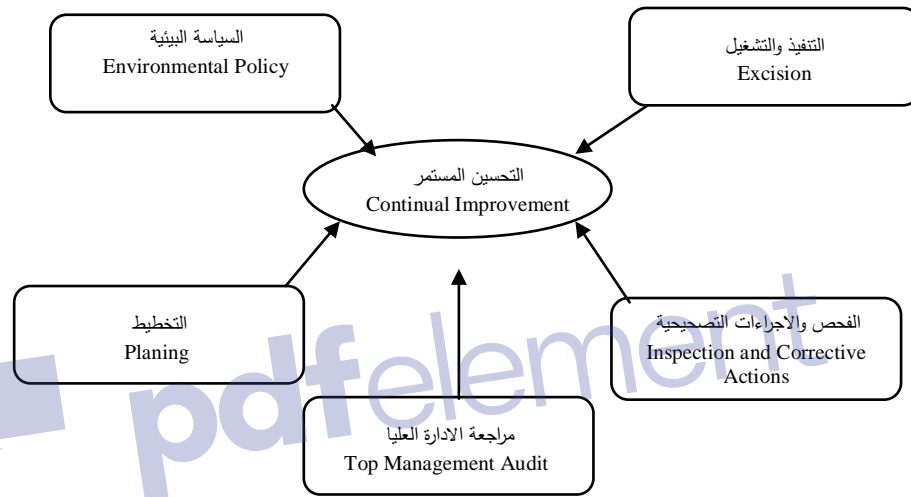 السياسة البيئية
Environmental Policy
التنفيذ والتشغيل
Excision
التحسين المستمر
Continual Improvement
التخطيط
Planing
الفحص والاجراءات التصحيحية
Inspection and Corrective
Actions
مراجعة الادارة العليا
Top Management Audit
pdfelement